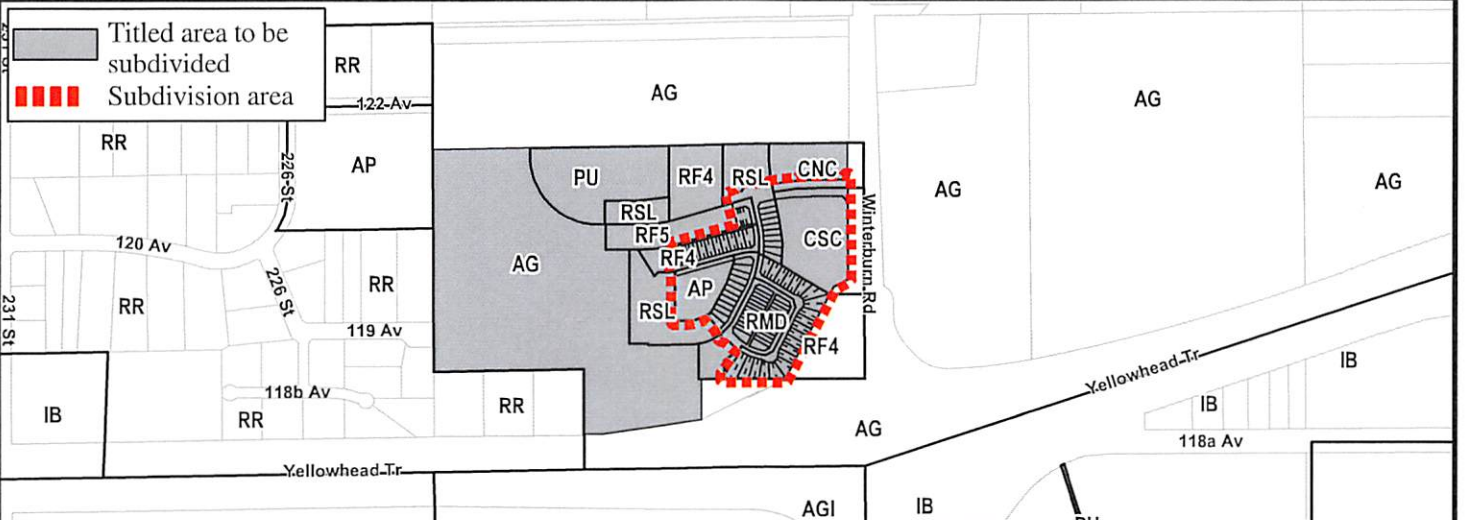 Titled area to be
subdivided
Subdivision area
RR
122 Av
AG
AG
RR
226 St
AP
PU
RF4
RSL
CNC
AG
AG
RSL
RF5
Winterburn Rd
120 Av
AG
RF4
CSC
RR
226 St
RR
AP
RSL
RMD
231 St
119 Av
RF4
Yellowhead Tr
IB
118b Av
RR
IB
IB
RR
AG
118a Av
Yellowhead Tr
AGI
IB